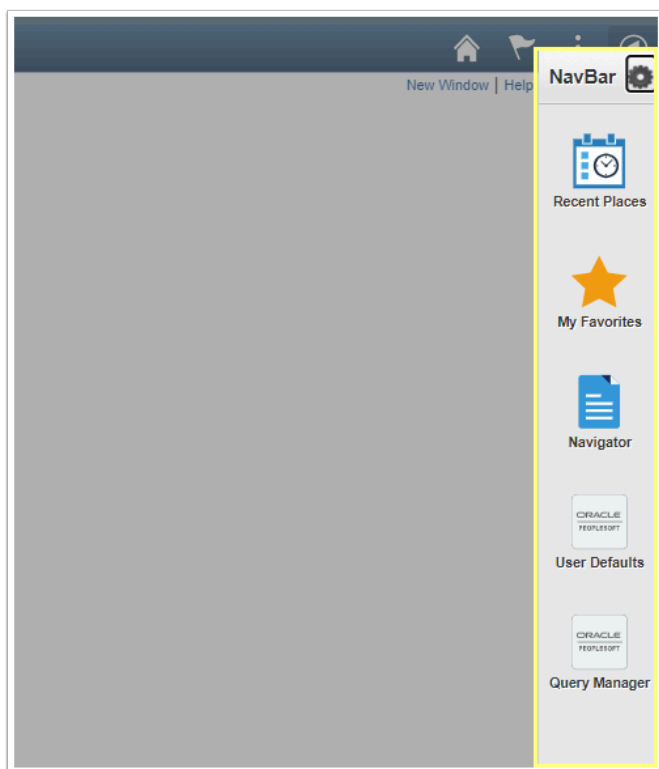 New Window | Help
NavBar
Recent Places
My Favorites
Navigator
ORACLE
PEOPLESOFT
User Defaults
ORACLE
PEOPLESOFT
Query Manager